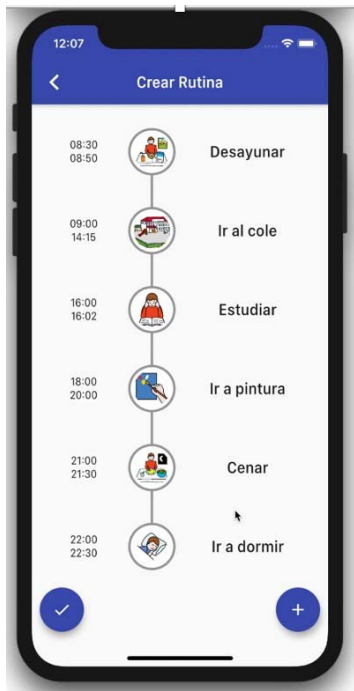 12:07
Crear Rutina
08:30
08:50
Desayunar
09:00
14:15
Ir al cole
16:00
16:02
Estudiar
18:00
20:00
Ir a pintura
21:00
21:30
Cenar
22:00
22:30
Ir a dormir